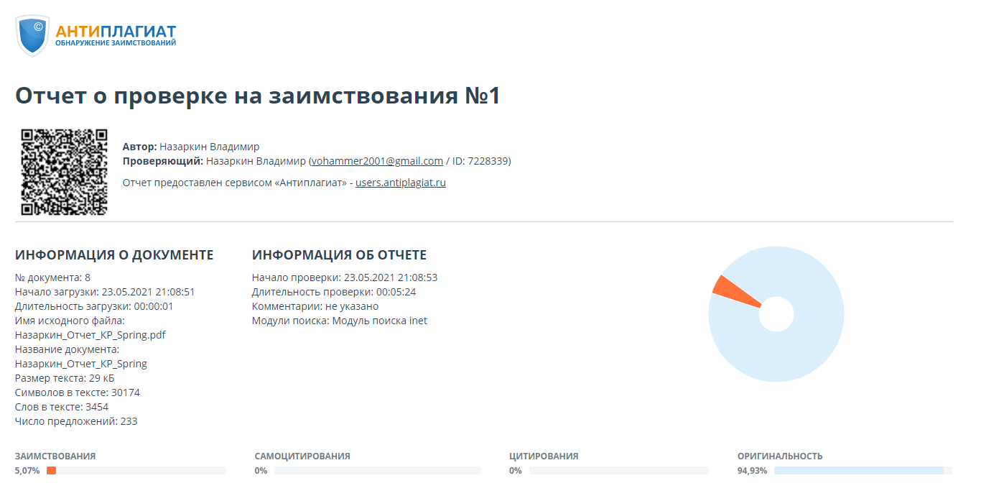 ©
АНТИПЛАГИАТ
ОБНАРУЖЕНИЕ ЗАИМСТВОВАНИЙ
Отчет о проверке на заимствования №1
Автор: Назаркин Владимир
Проверяющий: Назаркин Владимир (vohammer2001@gmail.com / ID: 7228339)
Отчет предоставлен сервисом «Антиплагиат» - users.antiplagiat.ru
ИНФОРМАЦИЯ О ДОКУМЕНТЕ
№ документа: 8
Начало загрузки: 23.05.2021 21:08:51
Длительность загрузки: 00:00:01
Имя исходного файла:
Назаркин_Отчет_КР_Spring.pdf
Название документа:
Назаркин_Отчет_КР_Spring
Размер текста: 29 кБ
Символов в тексте: 30174
Слов в тексте: 3454
Число предложений: 233
ИНФОРМАЦИЯ ОБ ОТЧЕТЕ
Начало проверки: 23.05.2021 21:08:53
Длительность проверки: 00:05:24
Комментарии: не указано
Модули поиска: Модуль поиска inet
ЗАИМСТВОВАНИЯ
5,07%
САМОЦИТИРОВАНИЯ
0%
ЦИТИРОВАНИЯ
0%
ОРИГИНАЛЬНОСТЬ
94,93%